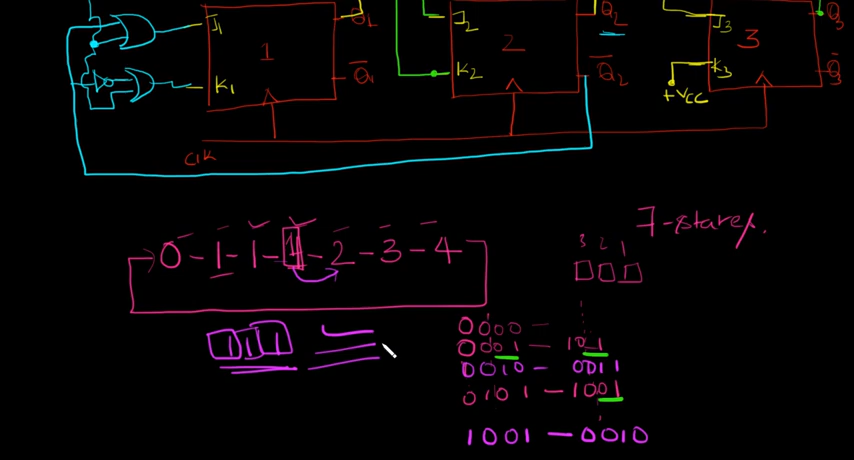 J1 Q1 J2 Q2 J3 Q3
1 2 3
K1 Q̅1 K2 Q̅2 K3 Q̅3
+VCC
CLK
7-states.
0 - 1 - 1 - 1 - 2 - 3 - 4
3 2 1
0000 -
0001 - 101
111
0010 - 0011
0101 - 1001
1001 - 0010